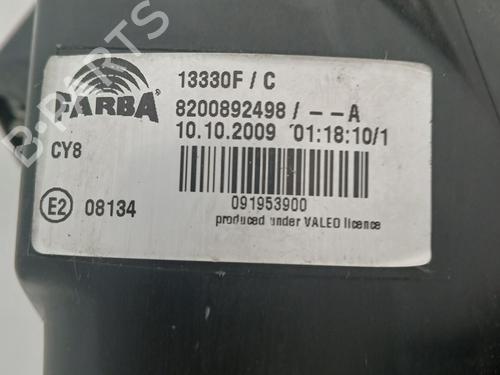 FARBA
13330F / C
8200892498 / – – A
10.10.2009 01:18:10/1
CY8
E2 08134
091953900
produced under VALEO licence
B-PARTS